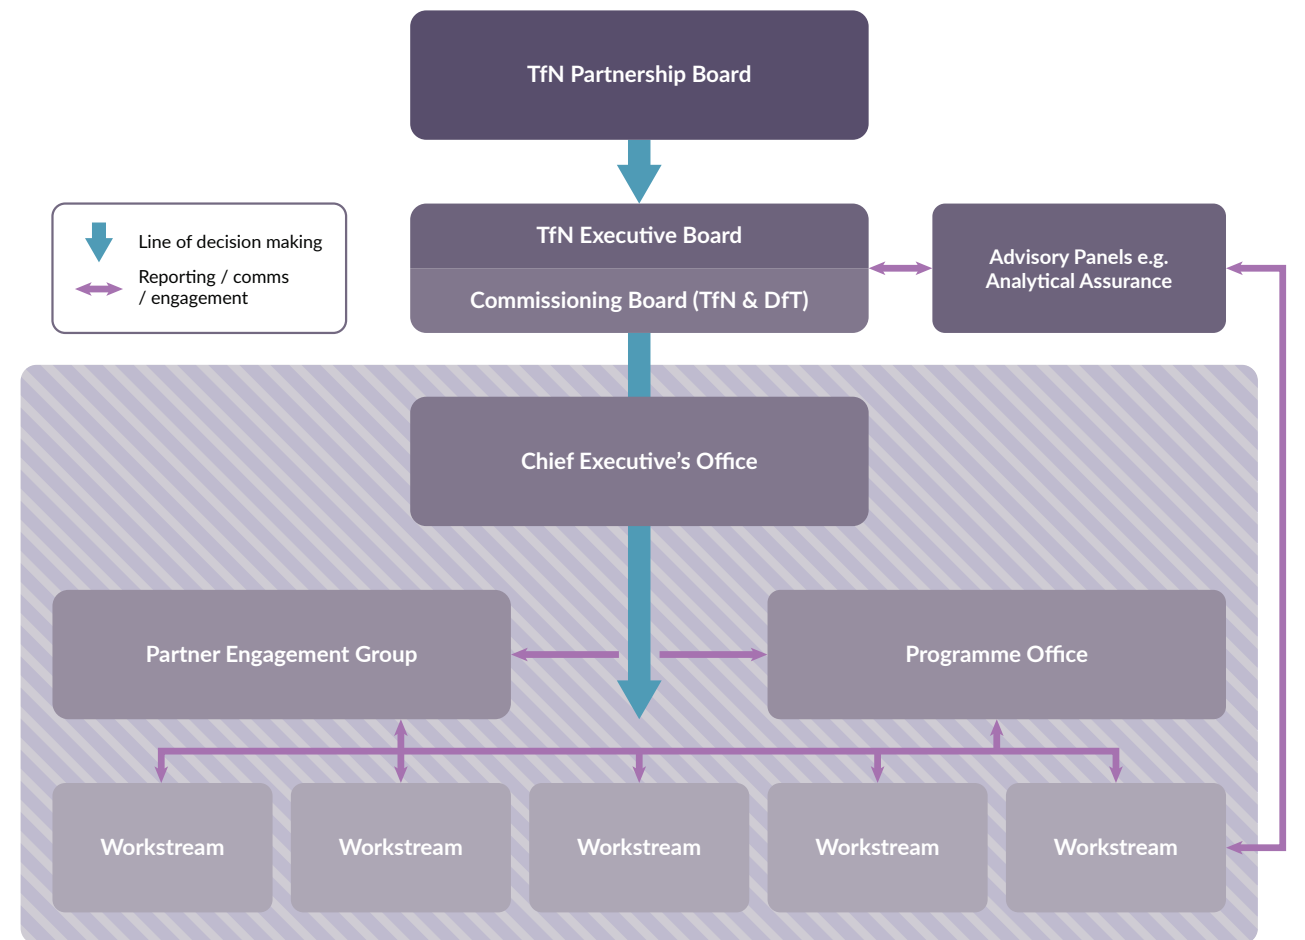 TfN Partnership Board
Line of decision making
Reporting / comms
/ engagement
TfN Executive Board
Commissioning Board (TfN & DfT)
Advisory Panels e.g.
Analytical Assurance
Chief Executive’s Office
Partner Engagement Group
Programme Office
Workstream
Workstream
Workstream
Workstream
Workstream